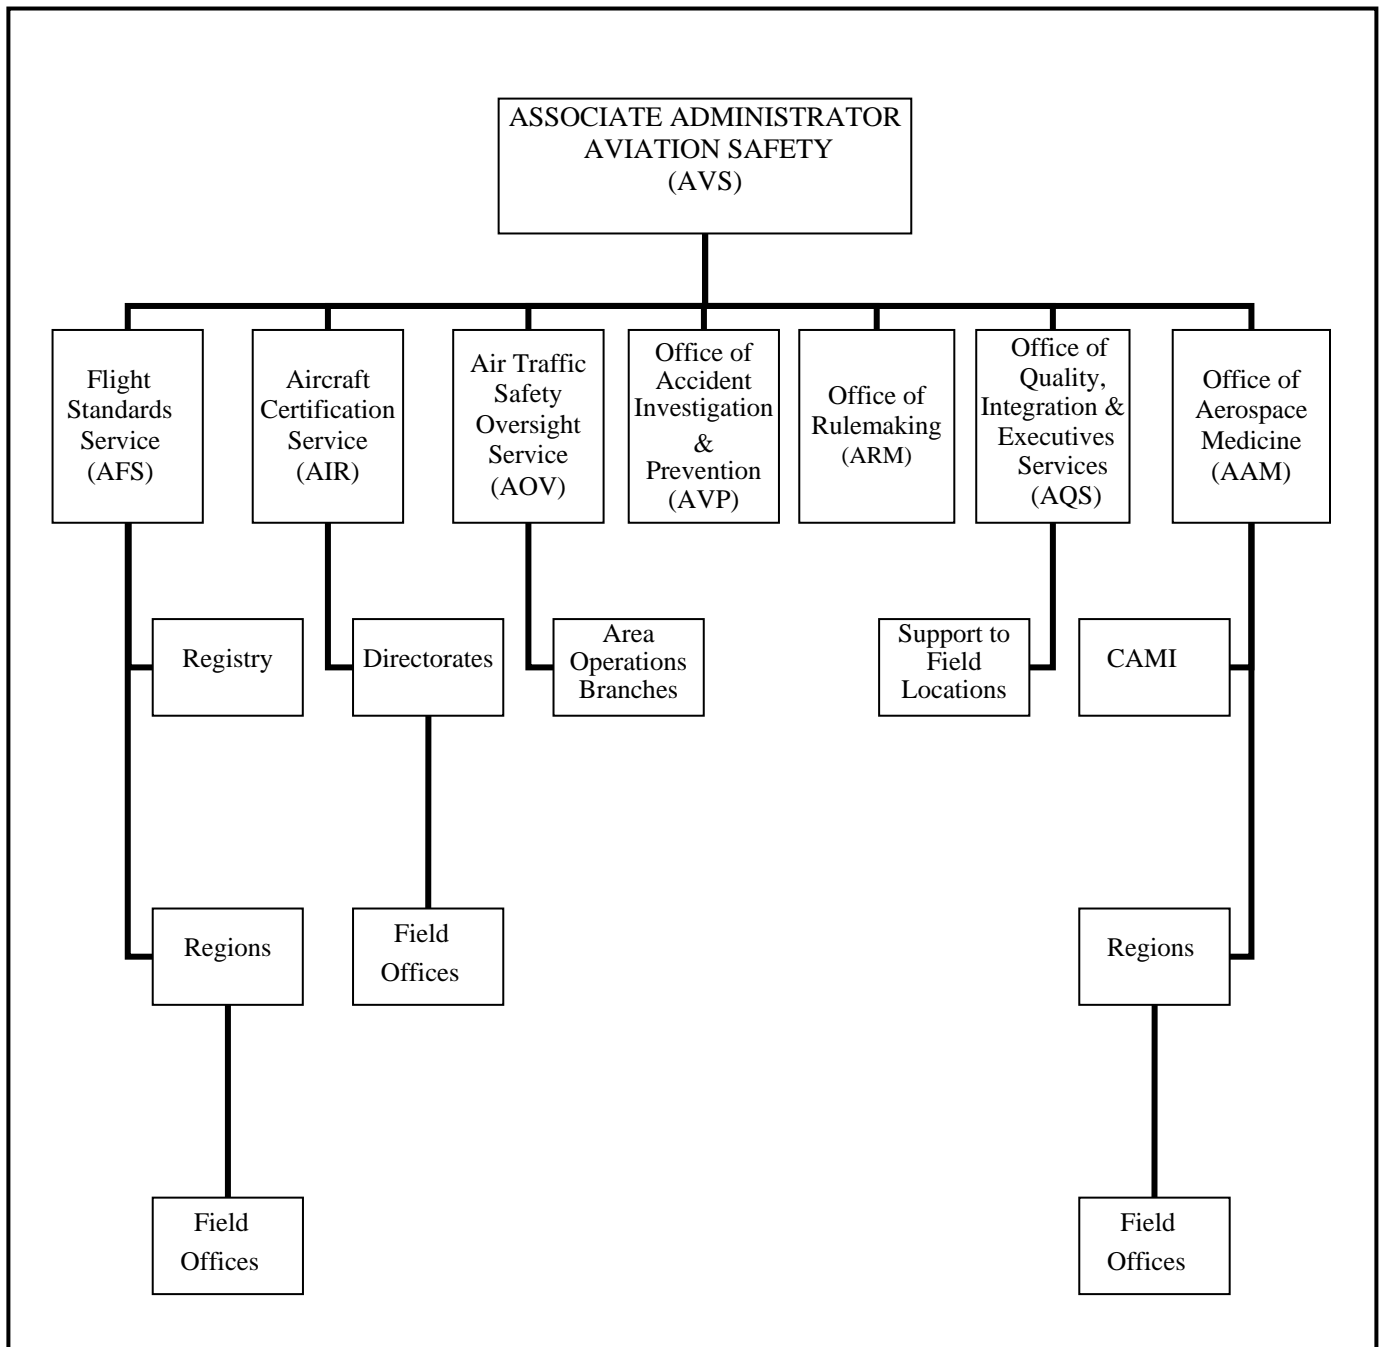 ASSOCIATE ADMINISTRATOR
AVIATION SAFETY
(AVS)
Flight
Standards
Service
(AFS)
Aircraft
Certification
Service
(AIR)
Air Traffic
Safety
Oversight
Service
(AOV)
Office of
Accident
Investigation
&
Prevention
(AVP)
Office of
Rulemaking
(ARM)
Office of
Quality,
Integration &
Executives
Services
(AQS)
Office of
Aerospace
Medicine
(AAM)
Registry
Directorates
Area
Operations
Branches
Support to
Field
Locations
CAMI
Regions
Field
Offices
Regions
Field
Offices
Field
Offices